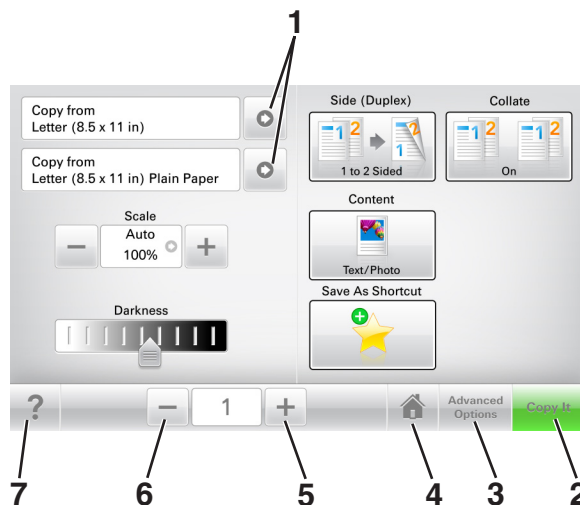 1
Copy from
Letter (8.5 x 11 in)
Copy from
Letter (8.5 x 11 in) Plain Paper
Scale
Auto
100%
Darkness
Side (Duplex)
Collate
1 2
1 2
1 2
1 to 2 Sided
On
Content
Text/Photo
Save As Shortcut
?
1
Advanced
Options
Copy It
7
6
5
4
3
2